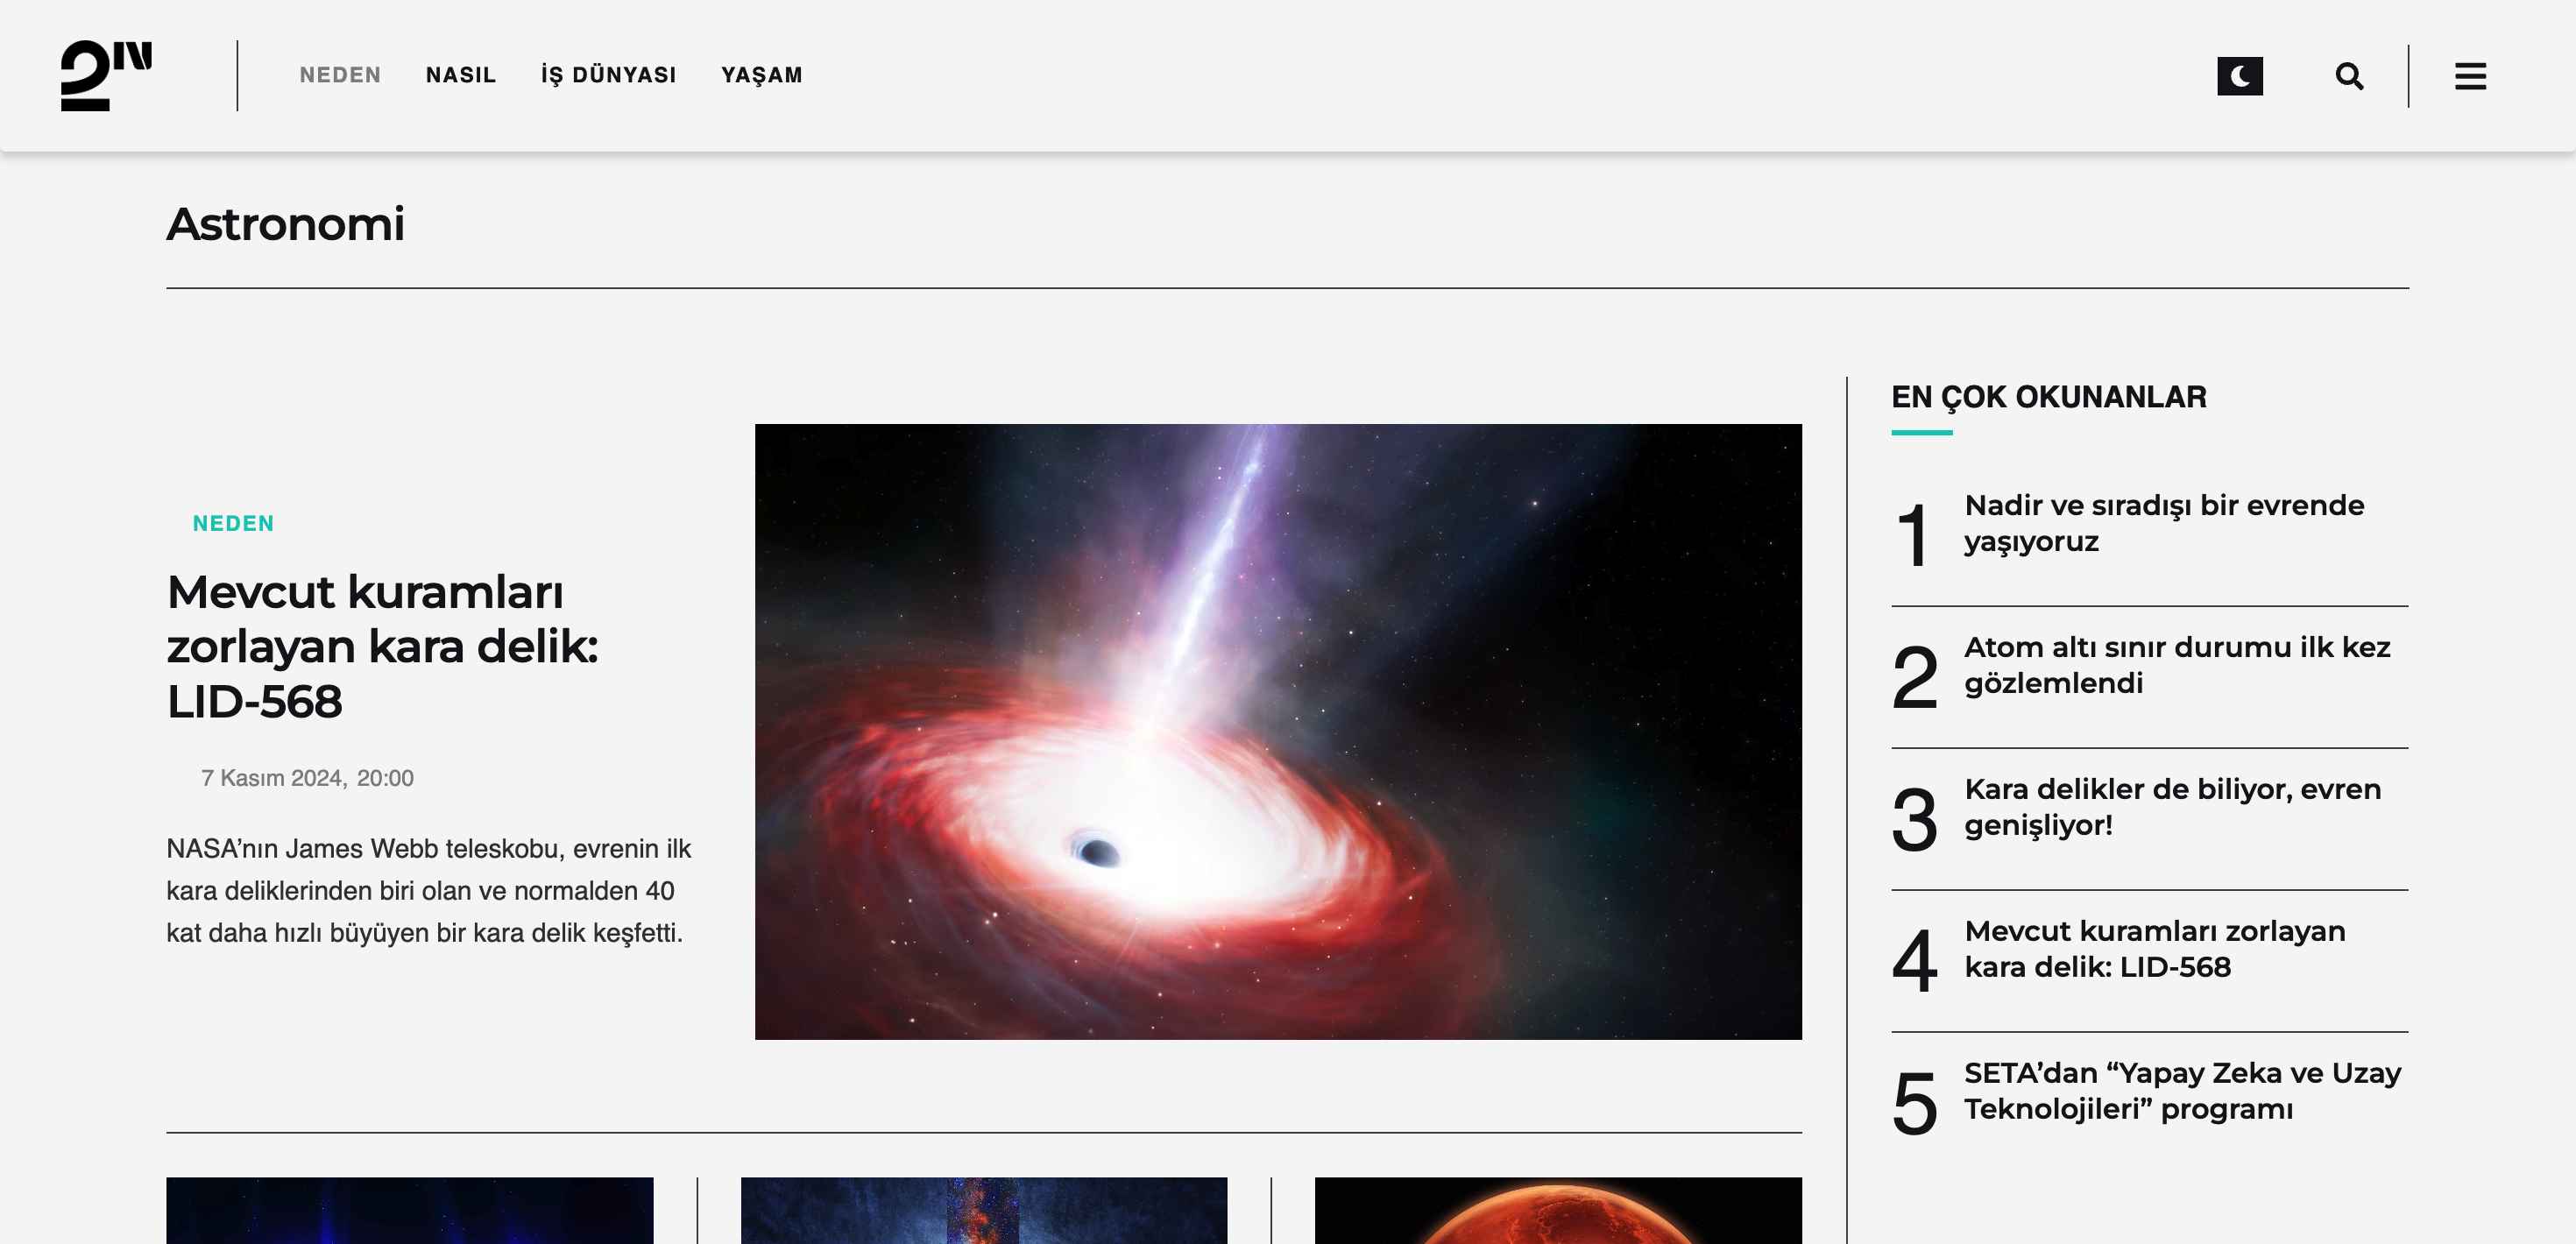 2N
NEDEN
NASIL
İŞ DÜNYASI
YAŞAM
Astronomi
NEDEN
Mevcut kuramları
zorlayan kara delik:
LID-568
7 Kasım 2024, 20:00
NASA’nın James Webb teleskobu, evrenin ilk
kara deliklerinden biri olan ve normalden 40
kat daha hızlı büyüyen bir kara delik keşfetti.
EN ÇOK OKUNANLAR
1
Nadir ve sıradışı bir evrende
yaşıyoruz
2
Atom altı sınır durumu ilk kez
gözlemlendi
3
Kara delikler de biliyor, evren
genişliyor!
4
Mevcut kuramları zorlayan
kara delik: LID-568
5
SETA’dan “Yapay Zeka ve Uzay
Teknolojileri” programı